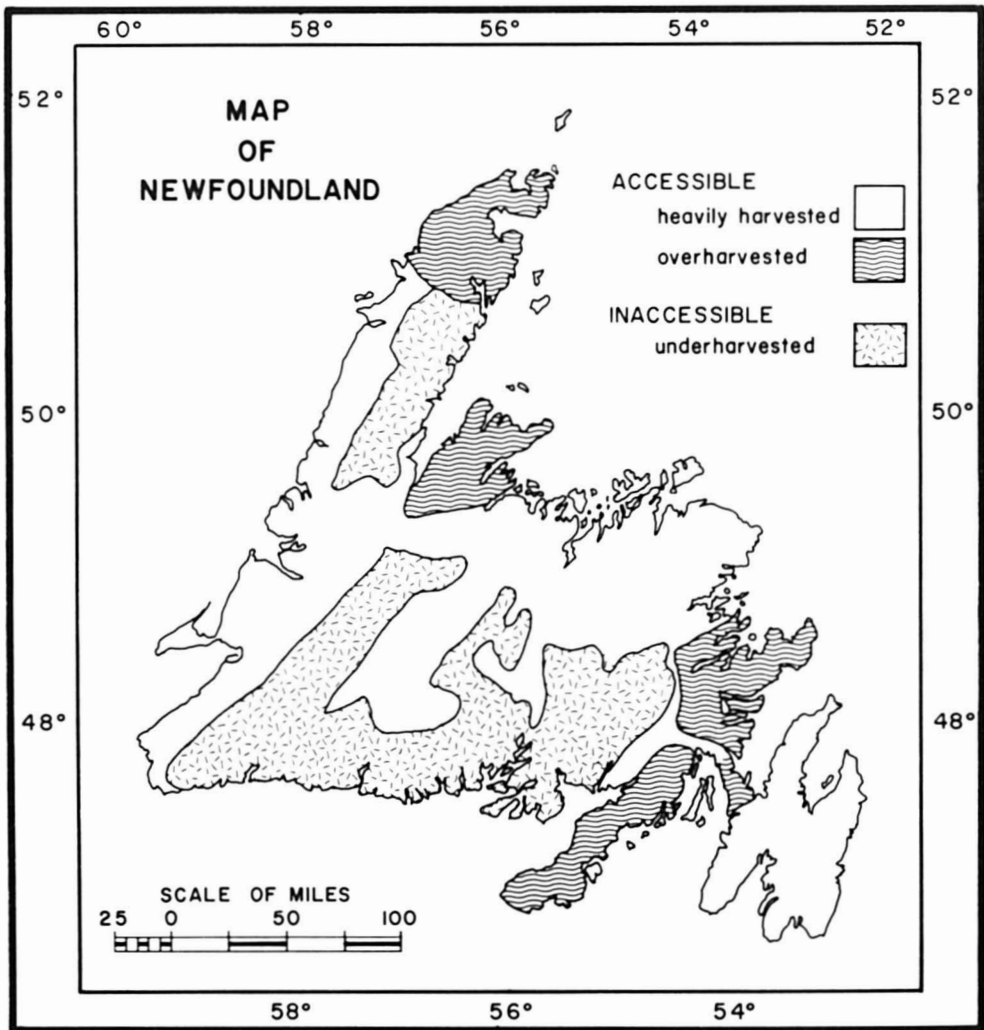 60° 58° 56° 54° 52°
52° 52°
MAP
OF
NEWFOUNDLAND
ACCESSIBLE
heavily harvested
overharvested
INACCESSIBLE
underharvested
50° 50°
48° 48°
SCALE OF MILES
25 0 50 100
58° 56° 54°